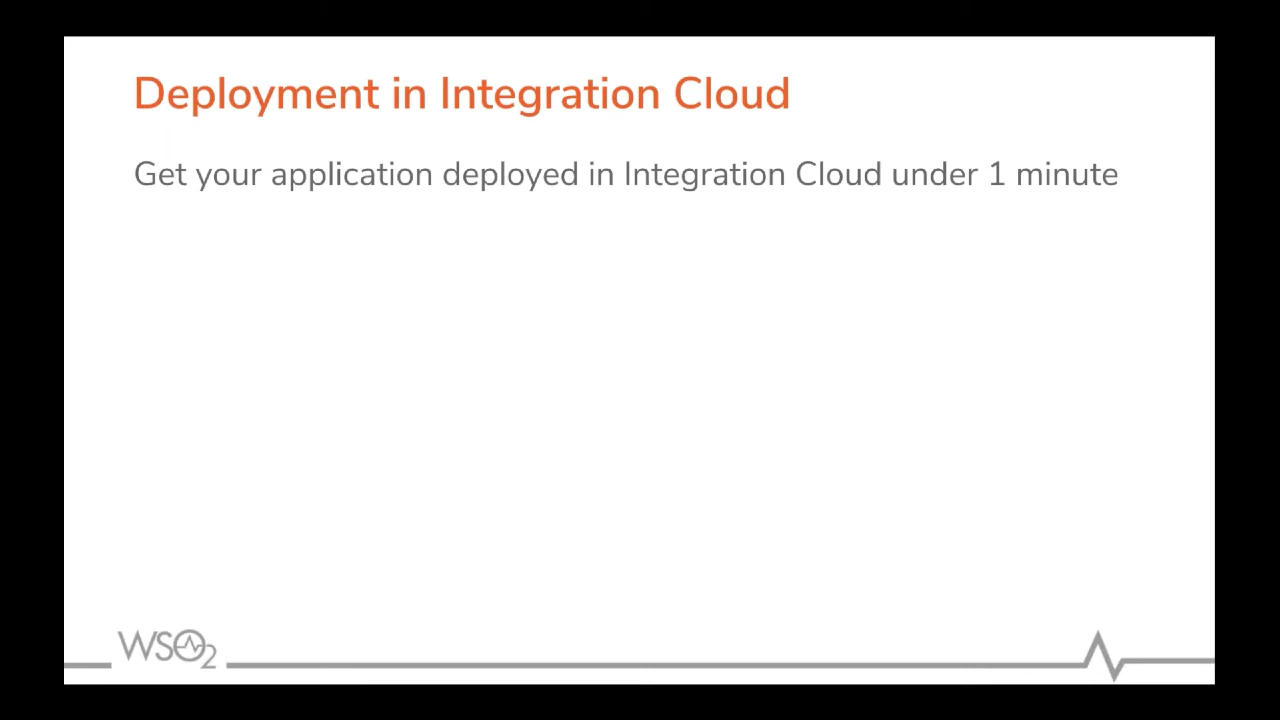 Deployment in Integration Cloud
Get your application deployed in Integration Cloud under 1 minute
WSO2